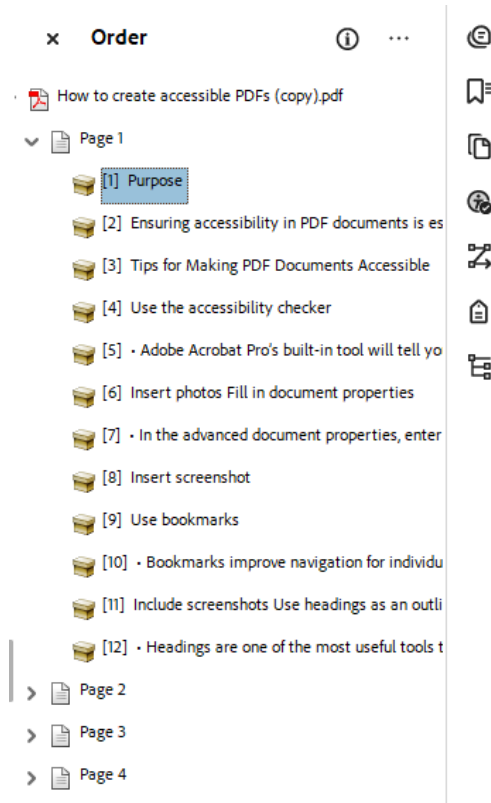 Order
How to create accessible PDFs (copy).pdf
Page 1
[1] Purpose
[2] Ensuring accessibility in PDF documents is es
[3] Tips for Making PDF Documents Accessible
[4] Use the accessibility checker
[5] • Adobe Acrobat Pro's built-in tool will tell yo
[6] Insert photos Fill in document properties
[7] • In the advanced document properties, enter
[8] Insert screenshot
[9] Use bookmarks
[10] • Bookmarks improve navigation for individu
[11] Include screenshots Use headings as an outli
[12] • Headings are one of the most useful tools t
Page 2
Page 3
Page 4